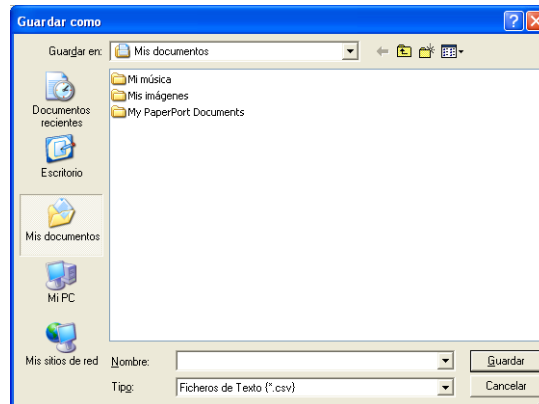 Guardar como
Guardar en:
Mis documentos
Documentos
recientes
Escritorio
Mis documentos
Mi PC
Mis sitios de red
Mi música
Mis imágenes
My PaperPort Documents
Nombre:
Guardar
Tipo:
Ficheros de Texto (*.csv)
Cancelar